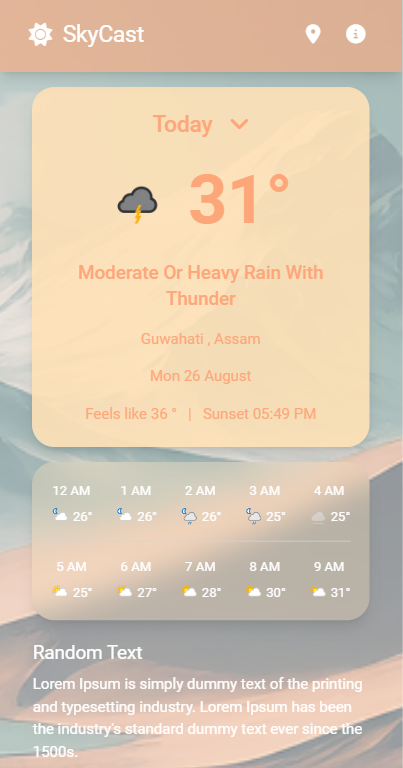 SkyCast
Today
31°
Moderate Or Heavy Rain With
Thunder
Guwahati , Assam
Mon 26 August
Feels like 36 ° | Sunset 05:49 PM
12 AM 1 AM 2 AM 3 AM 4 AM
26° 26° 26° 25° 25°
5 AM 6 AM 7 AM 8 AM 9 AM
25° 27° 28° 30° 31°
Random Text
Lorem Ipsum is simply dummy text of the printing
and typesetting industry. Lorem Ipsum has been
the industry's standard dummy text ever since the
1500s.